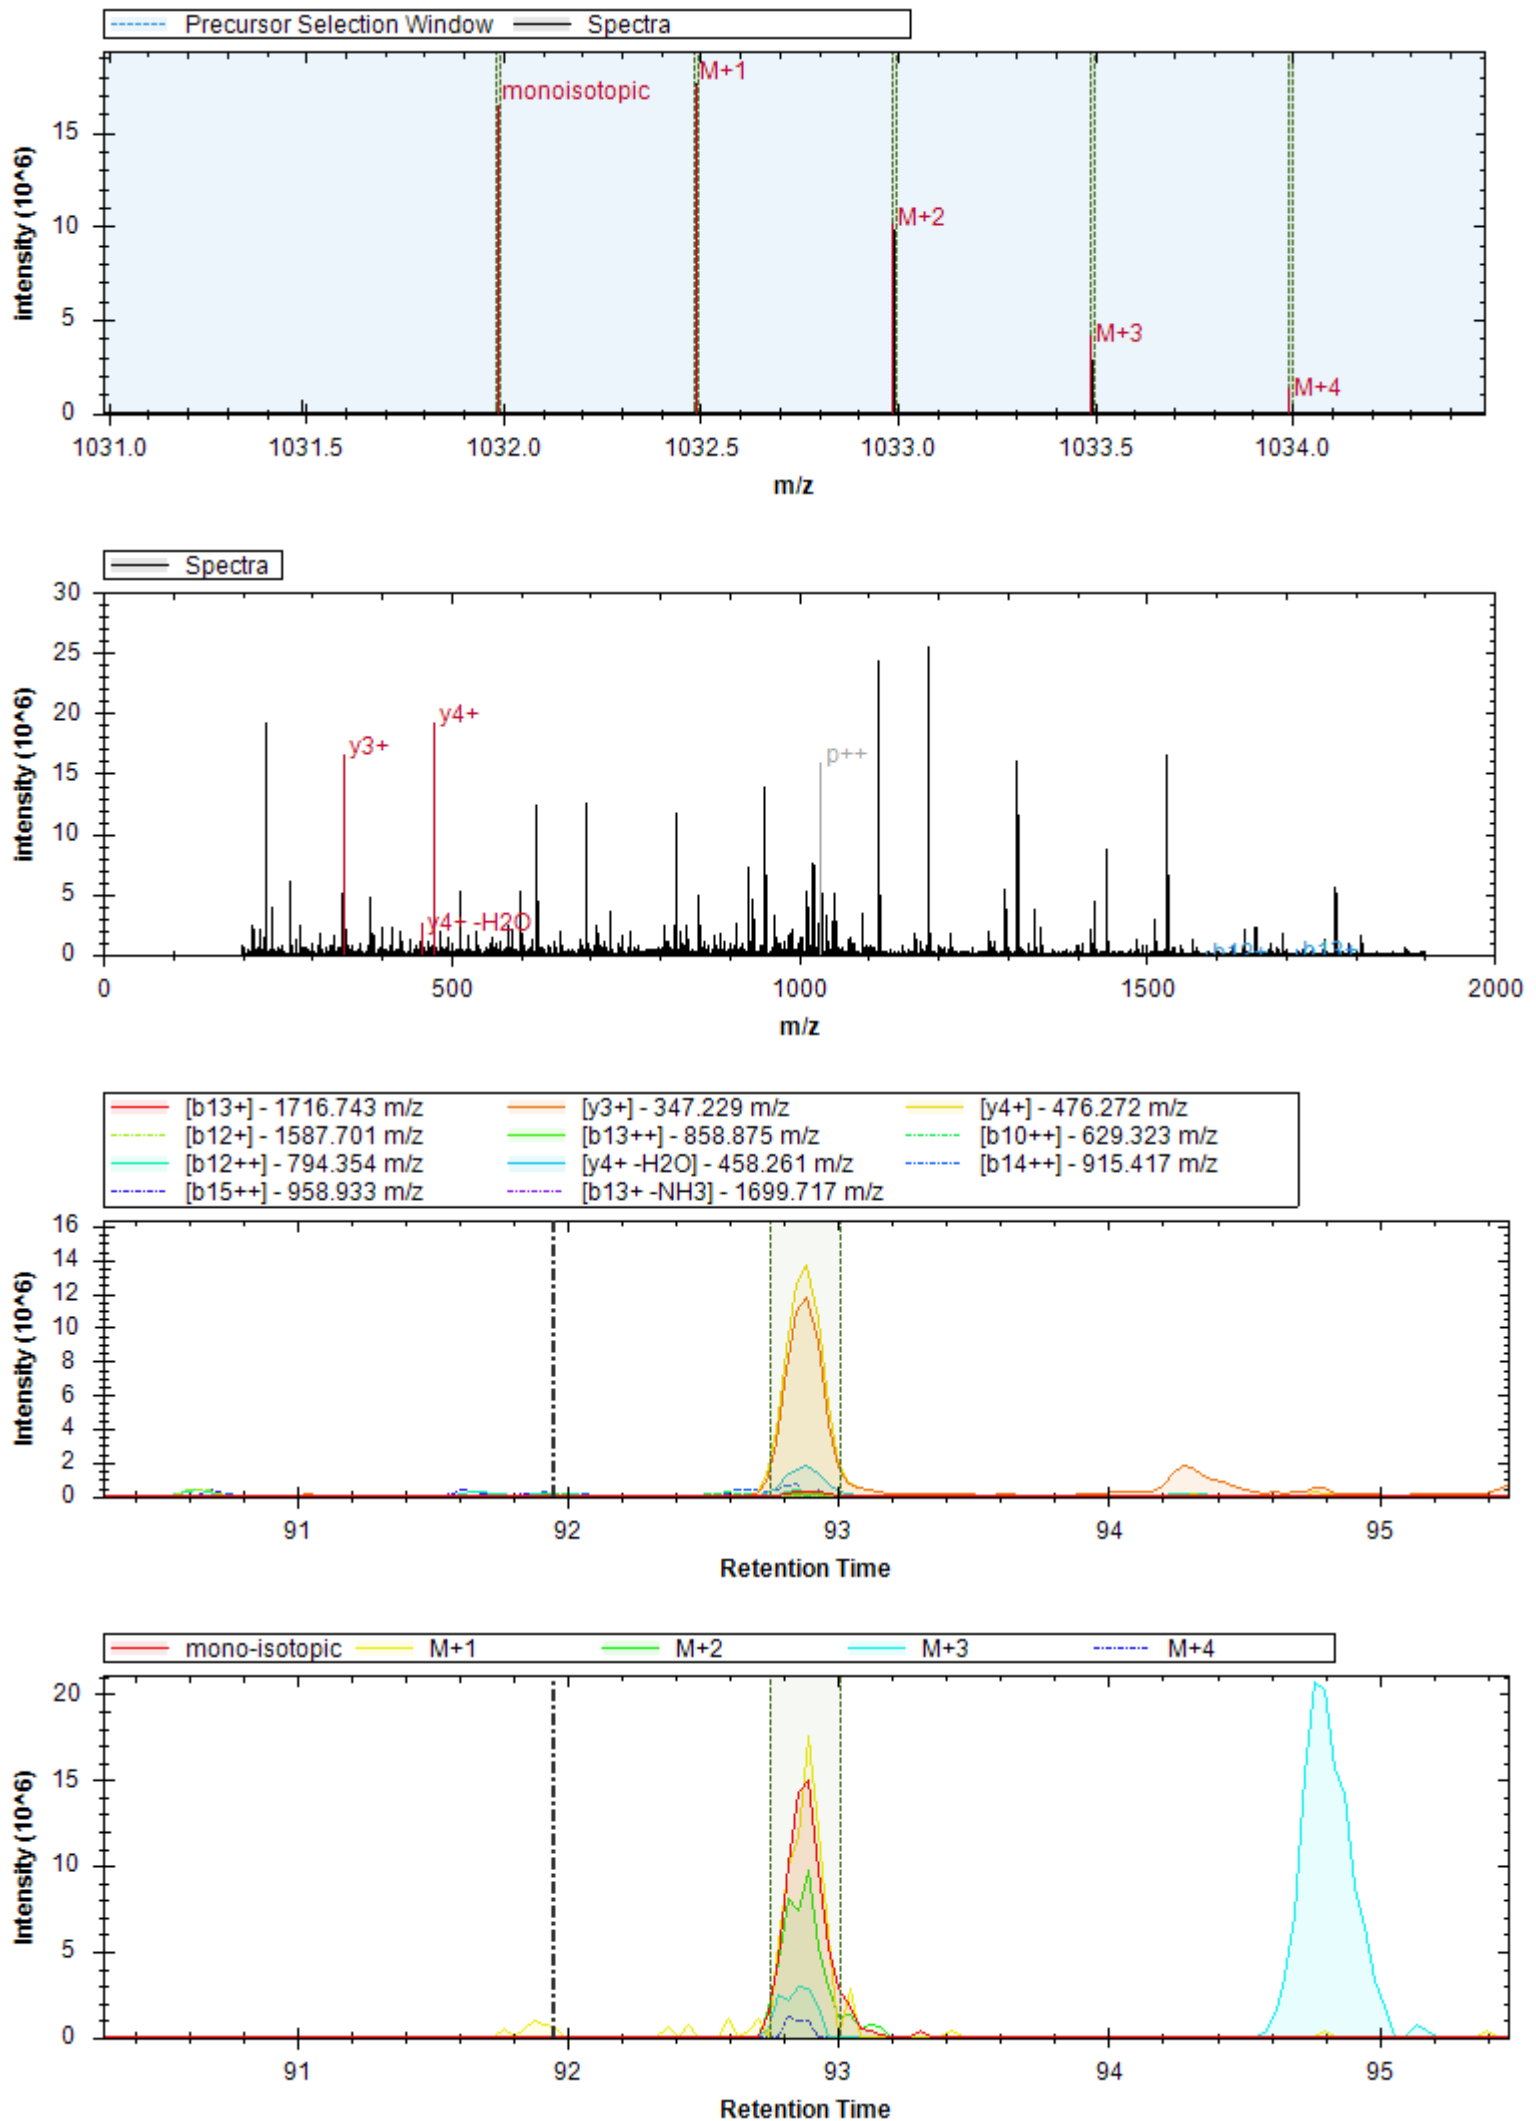 Precursor Selection Window Spectra
monoisotopic
M+1
M+2
M+3
M+4
intensity (10^6)
15
10
5
0
1031.0 1031.5 1032.0 1032.5 1033.0 1033.5 1034.0
m/z
Spectra
30
25
20
15
10
5
0
intensity (10^6)
y4+
y3+
p++
y4+ -H2O
b12+ b13+
0 500 1000 1500 2000
m/z
[b13+] - 1716.743 m/z [y3+] - 347.229 m/z [y4+] - 476.272 m/z
[b12+] - 1587.701 m/z [b13++] - 858.875 m/z [b10++] - 629.323 m/z
[b12++] - 794.354 m/z [y4+ -H2O] - 458.261 m/z [b14++] - 915.417 m/z
[b15++] - 958.933 m/z [b13+ -NH3] - 1699.717 m/z
16
14
12
10
8
6
4
2
0
Intensity (10^6)
91 92 93 94 95
Retention Time
mono-isotopic M+1 M+2 M+3 M+4
20
15
10
5
0
Intensity (10^6)
91 92 93 94 95
Retention Time